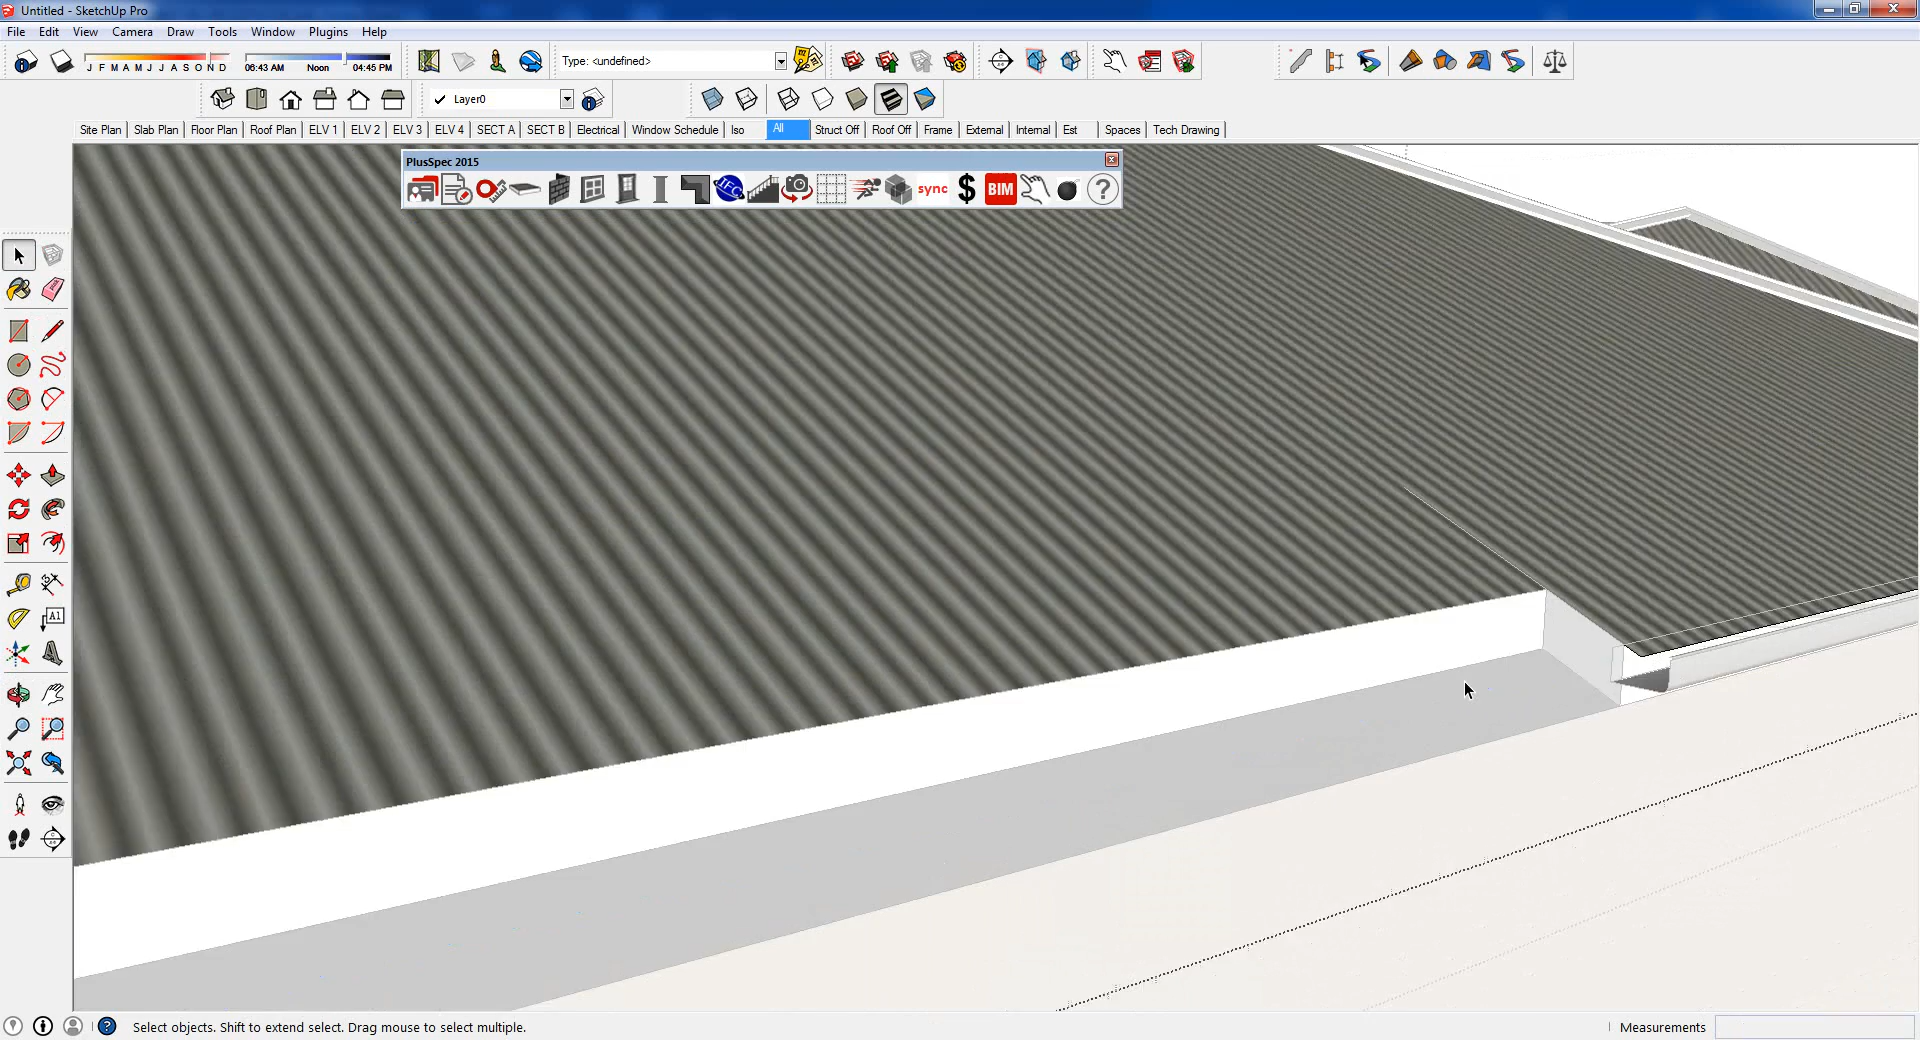 Untitled - SketchUp Pro
File Edit View Camera Draw Tools Window Plugins Help
J F M A M J J A S O N D 06:43 AM Noon 04:45 PM Type: <undefined>
Layer0
Site Plan Slab Plan Floor Plan Roof Plan ELV 1 ELV 2 ELV 3 ELV 4 SECT A SECT B Electrical Window Schedule Iso All Struct Off Roof Off Frame External Internal Est Spaces Tech Drawing
PlusSpec 2015
IFC sync $ BIM ?
A1
Select objects. Shift to extend select. Drag mouse to select multiple.
Measurements